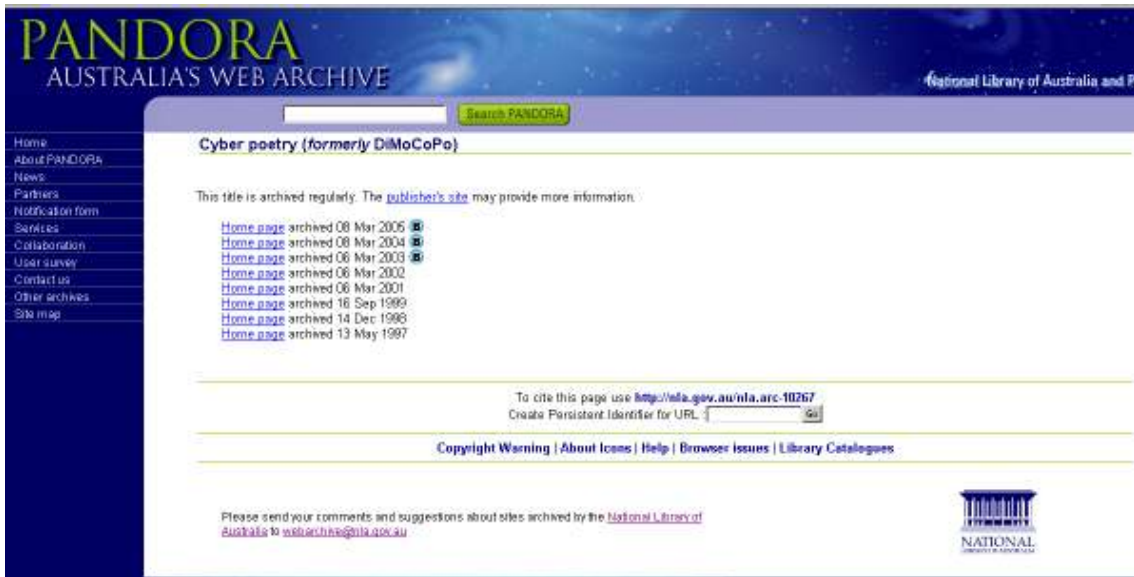 PANDORA
AUSTRALIA'S WEB ARCHIVE
National Library of Australia and P
Search PANDORA
Home
About PANDORA
News
Partners
Notification form
Services
Collaboration
User survey
Contact us
Other archives
Site map
Cyber poetry (formerly DiMoCoPo)
This title is archived regularly. The publisher's site may provide more information.
Home page archived 08 Mar 2005
Home page archived 08 Mar 2004
Home page archived 06 Mar 2003
Home page archived 06 Mar 2002
Home page archived 06 Mar 2001
Home page archived 16 Sep 1999
Home page archived 14 Dec 1998
Home page archived 13 May 1997
To cite this page use http://nla.gov.au/nla.arc-10267
Create Persistent Identifier for URL : Go
Copyright Warning | About Icons | Help | Browser issues | Library Catalogues
Please send your comments and suggestions about sites archived by the National Library of
Australia to webarchive@nla.gov.au
NATIONAL
LIBRARY OF AUSTRALIA